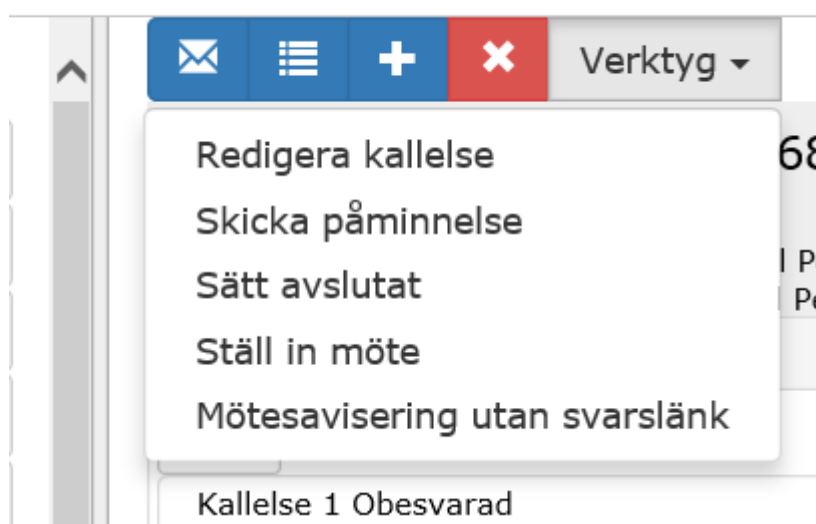 Verktyg
Redigera kallelse
Skicka påminnelse
Sätt avslutat
Ställ in möte
Mötesavisering utan svarslänk
Kallelse 1 Obesvarad